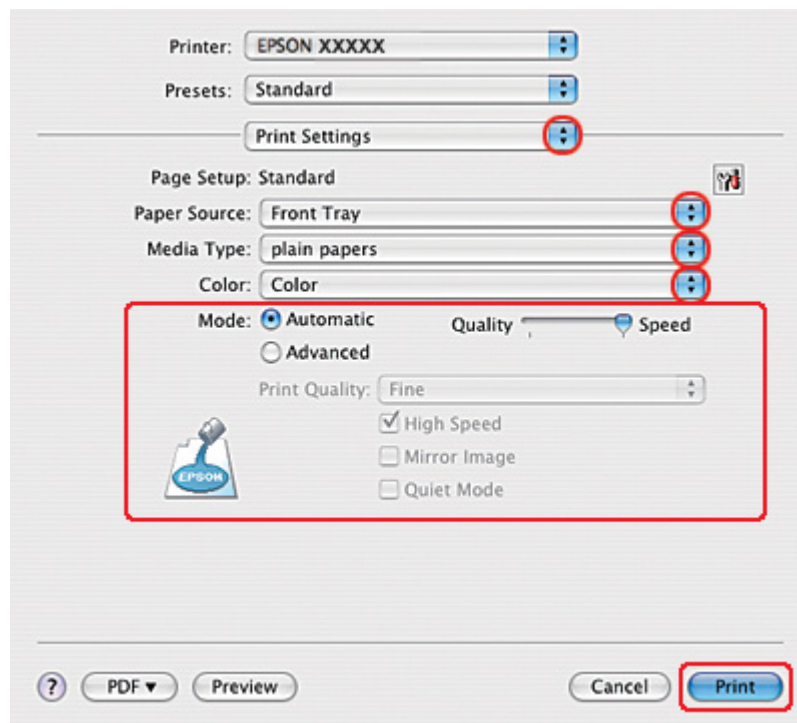 Printer: EPSON XXXXX
Presets: Standard
Print Settings
Page Setup: Standard
Paper Source: Front Tray
Media Type: plain papers
Color: Color
Mode: Automatic Quality Speed
Advanced
Print Quality: Fine
High Speed
Mirror Image
EPSON
Quiet Mode
? PDF Preview Cancel Print